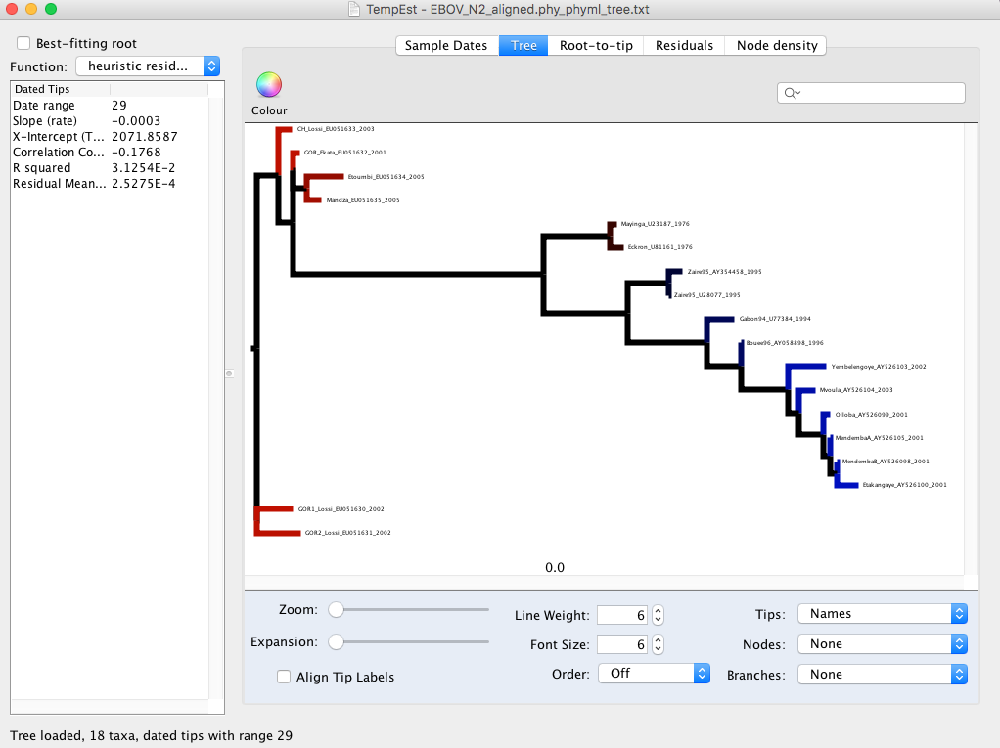 TempEst - EBOV_N2_aligned.phy_phyml_tree.txt
Best-fitting root
Function: heuristic resid...
Dated Tips
Date range 29
Slope (rate) -0.0003
X-Intercept (T... 2071.8587
Correlation Co... -0.1768
R squared 3.1254E-2
Residual Mean... 2.5275E-4
Sample Dates Tree Root-to-tip Residuals Node density
Colour
CH_Lossi_EU051633_2003
GOR_Ekata_EU051632_2001
Etoumbi_EU051634_2005
Mandza_EU051635_2005
Mayinga_U23187_1976
Eckron_U81161_1976
Zaire95_AY354458_1995
Zaire95_U28077_1995
Gabon94_U77384_1994
Bouee96_AY058898_1996
Yembelengoye_AY526103_2002
Mvoula_AY526104_2003
Olloba_AY526099_2001
MendembaA_AY526105_2001
MendembaB_AY526098_2001
Etakangaye_AY526100_2001
GOR1_Lossi_EU051630_2002
GOR2_Lossi_EU051631_2002
0.0
Zoom: Line Weight: 6 Tips: Names
Expansion: Font Size: 6 Nodes: None
Align Tip Labels Order: Off Branches: None
Tree loaded, 18 taxa, dated tips with range 29